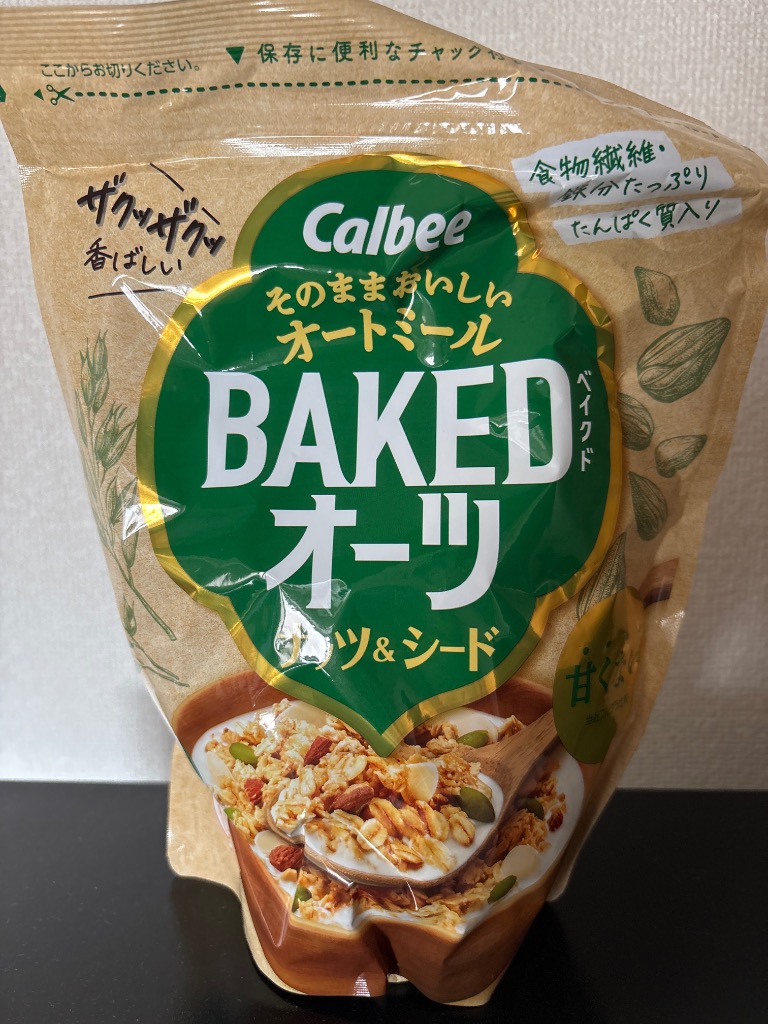 ここからお切りください。
▼保存に便利なチャック
ザクッザクッ
香ばしい
食物繊維・
鉄分たっぷり
たんぱく質入り
Calbee
そのままおいしい
オートミール
BAKED
ベイクド
オーツ
ナッツ&シード